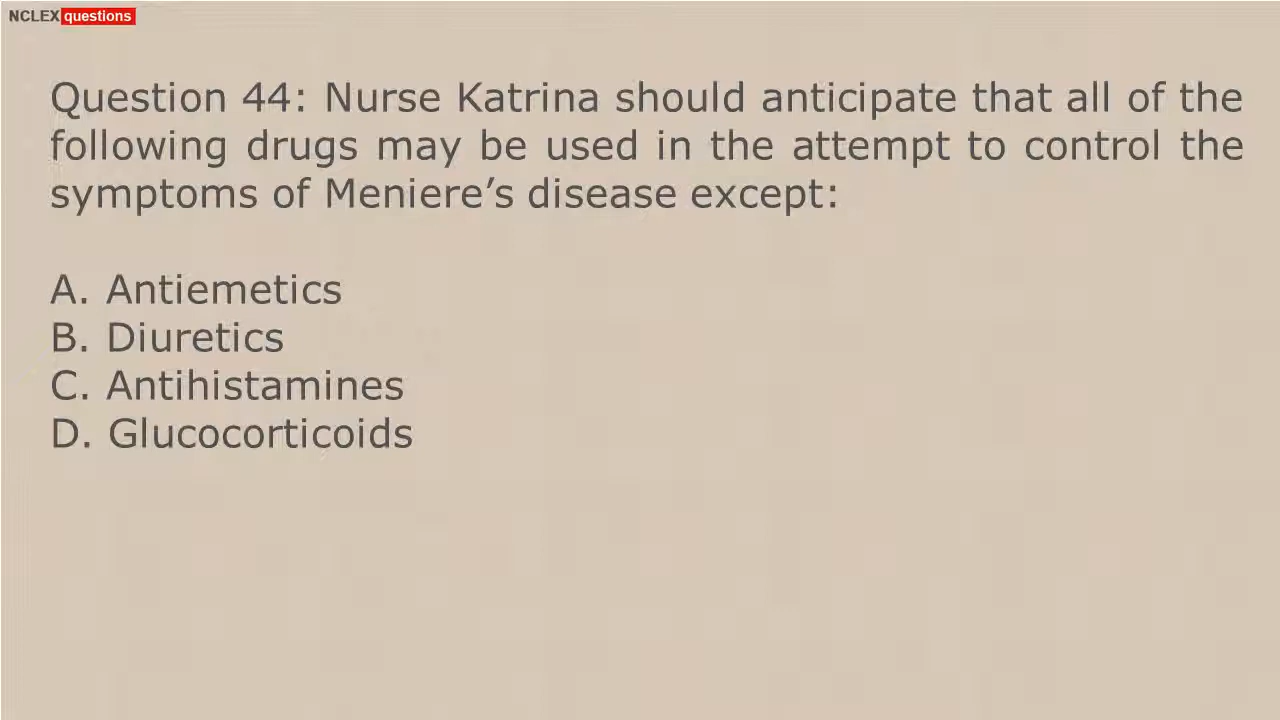 NCLEX questions
Question 44: Nurse Katrina should anticipate that all of the
following drugs may be used in the attempt to control the
symptoms of Meniere’s disease except:
A. Antiemetics
B. Diuretics
C. Antihistamines
D. Glucocorticoids